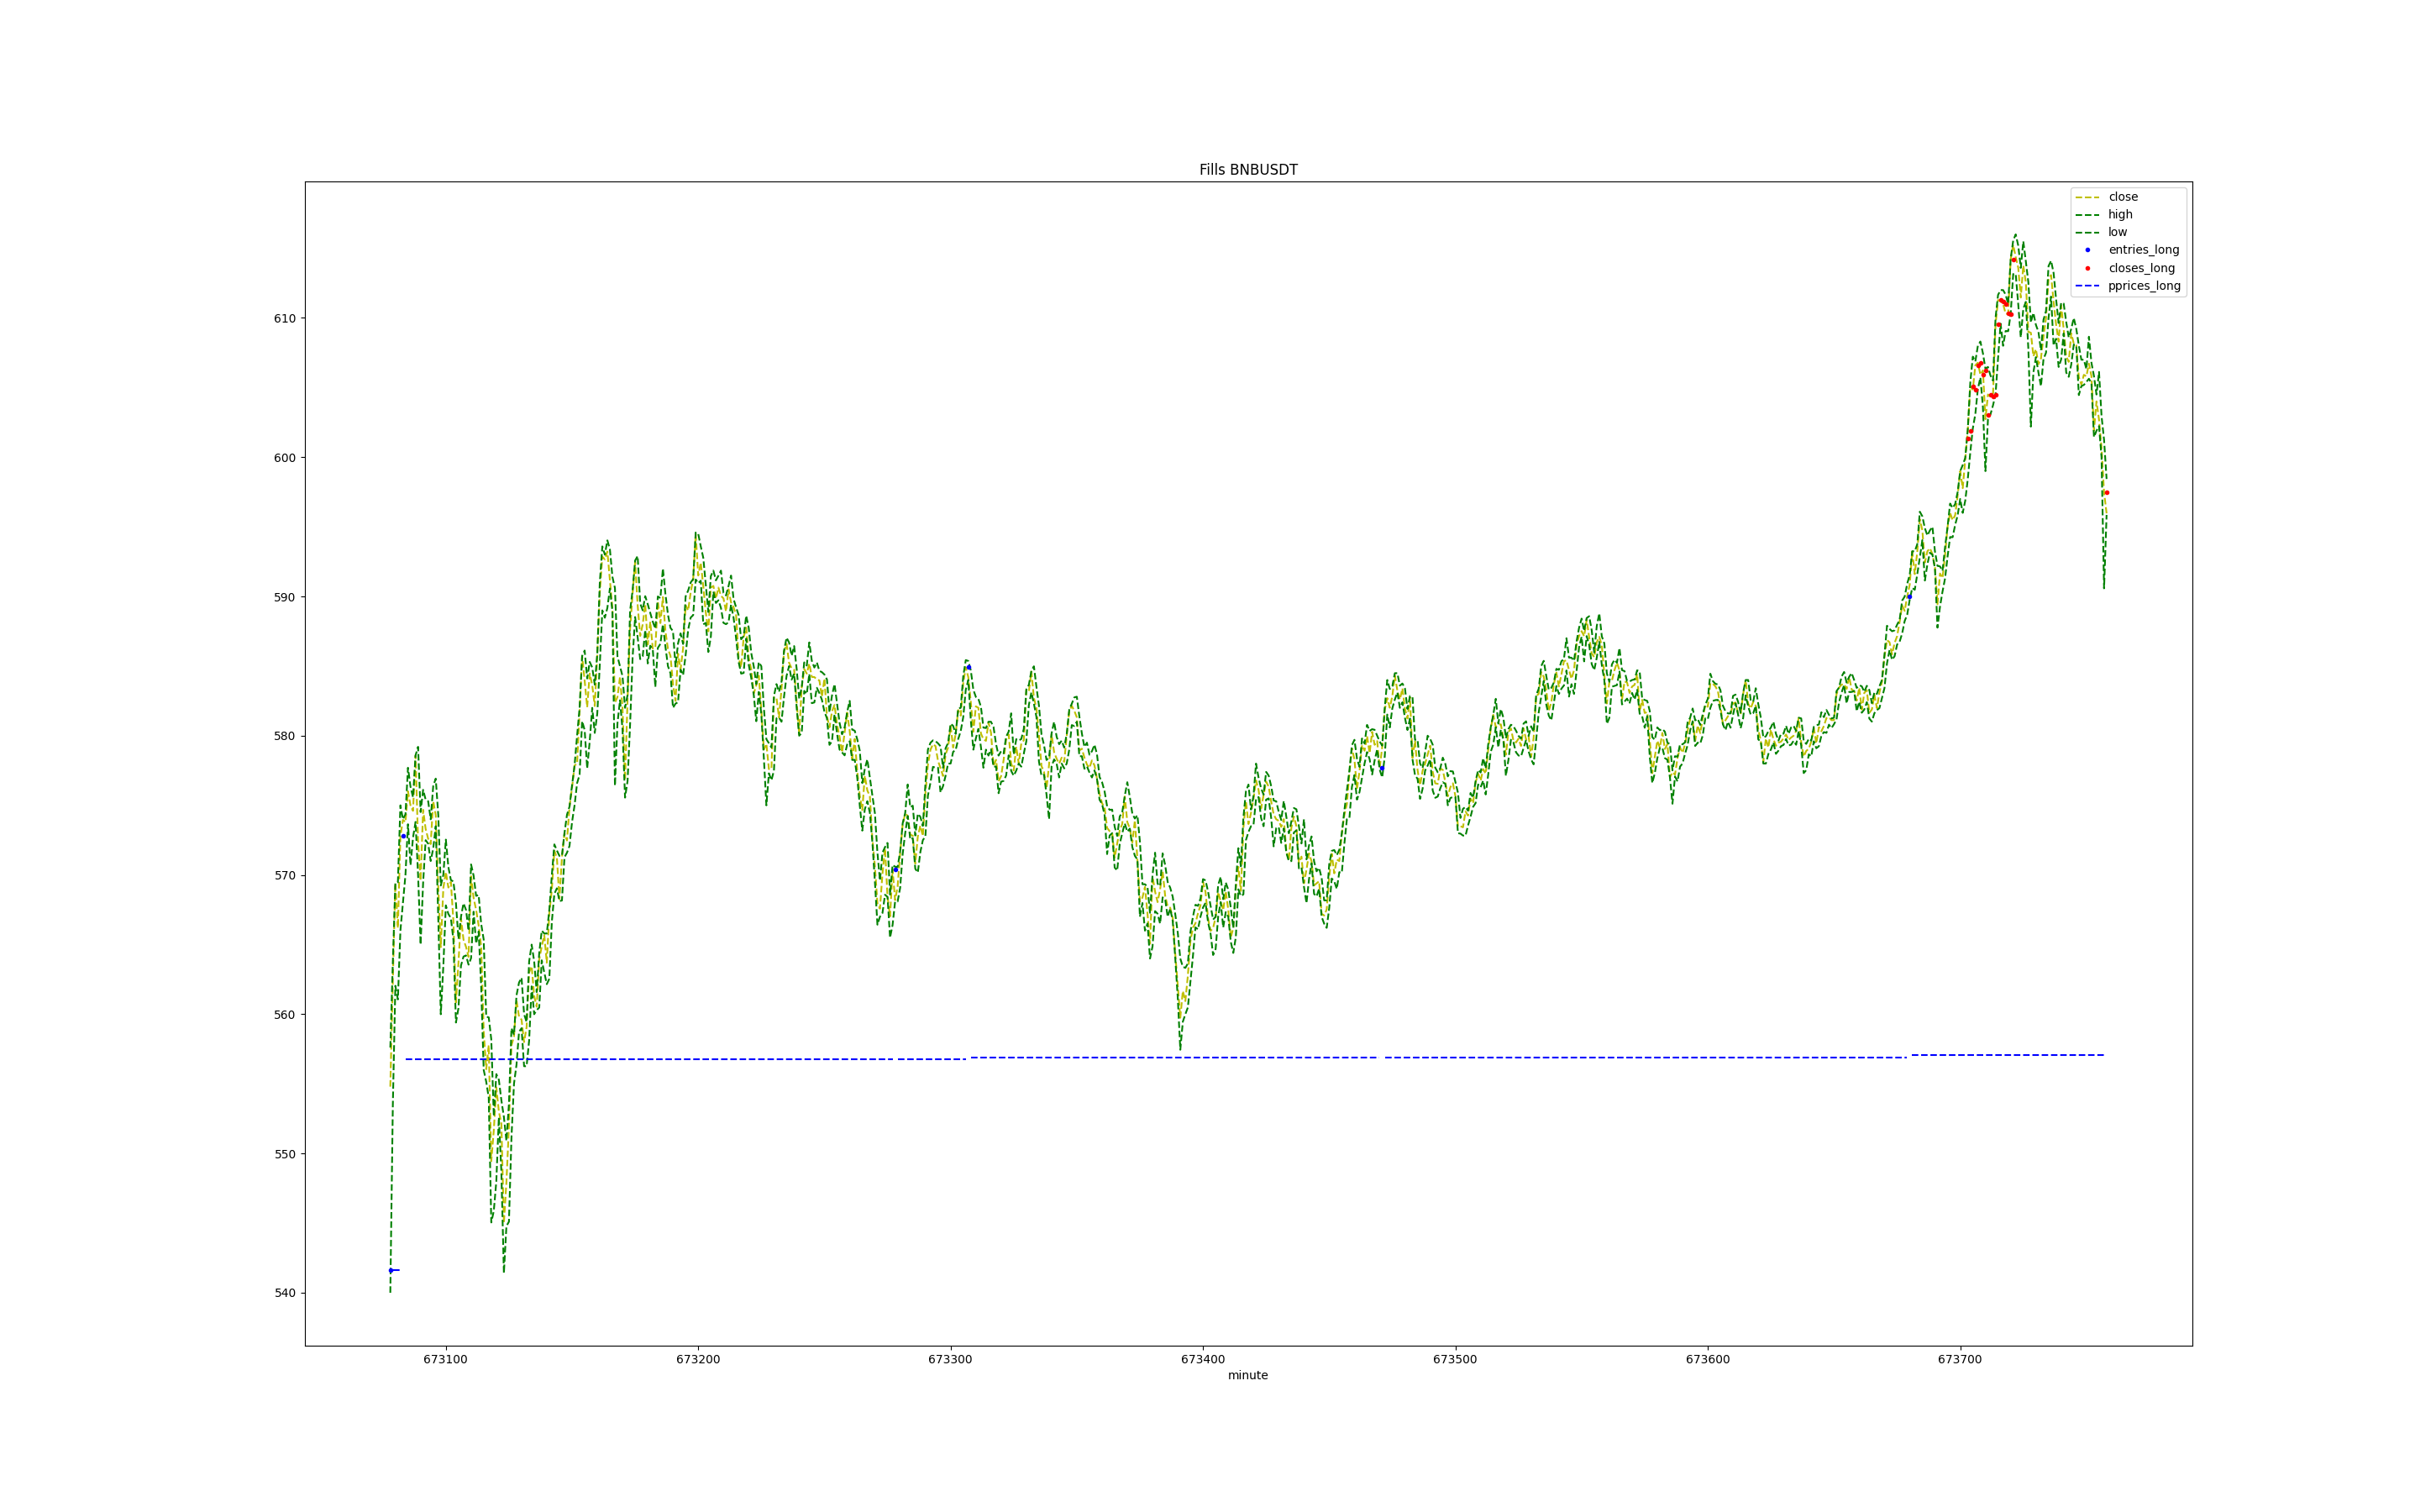 Fills BNBUSDT
close
high
low
entries_long
closes_long
pprices_long
610
600
590
580
570
560
550
540
673100 673200 673300 673400 673500 673600 673700
minute